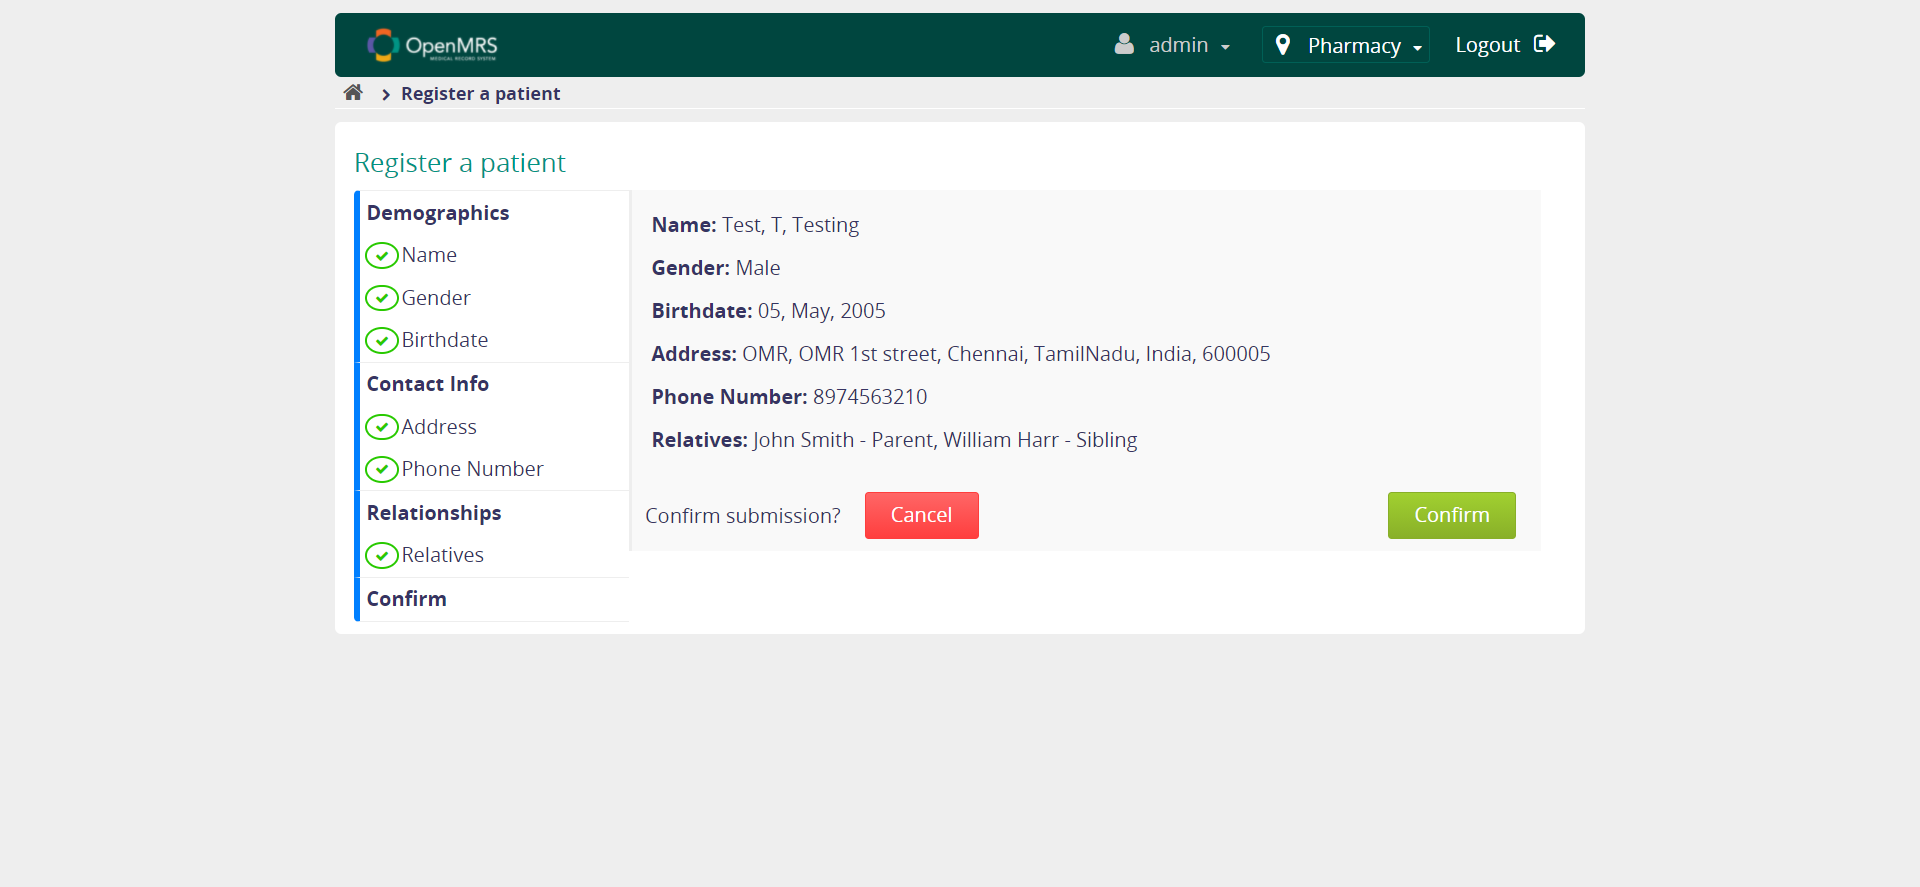 OpenMRS
MEDICAL RECORD SYSTEM
admin
Pharmacy
Logout
Register a patient
Register a patient
Demographics
Name
Gender
Birthdate
Contact Info
Address
Phone Number
Relationships
Relatives
Confirm
Name: Test, T, Testing
Gender: Male
Birthdate: 05, May, 2005
Address: OMR, OMR 1st street, Chennai, TamilNadu, India, 600005
Phone Number: 8974563210
Relatives: John Smith - Parent, William Harr - Sibling
Confirm submission?
Cancel
Confirm